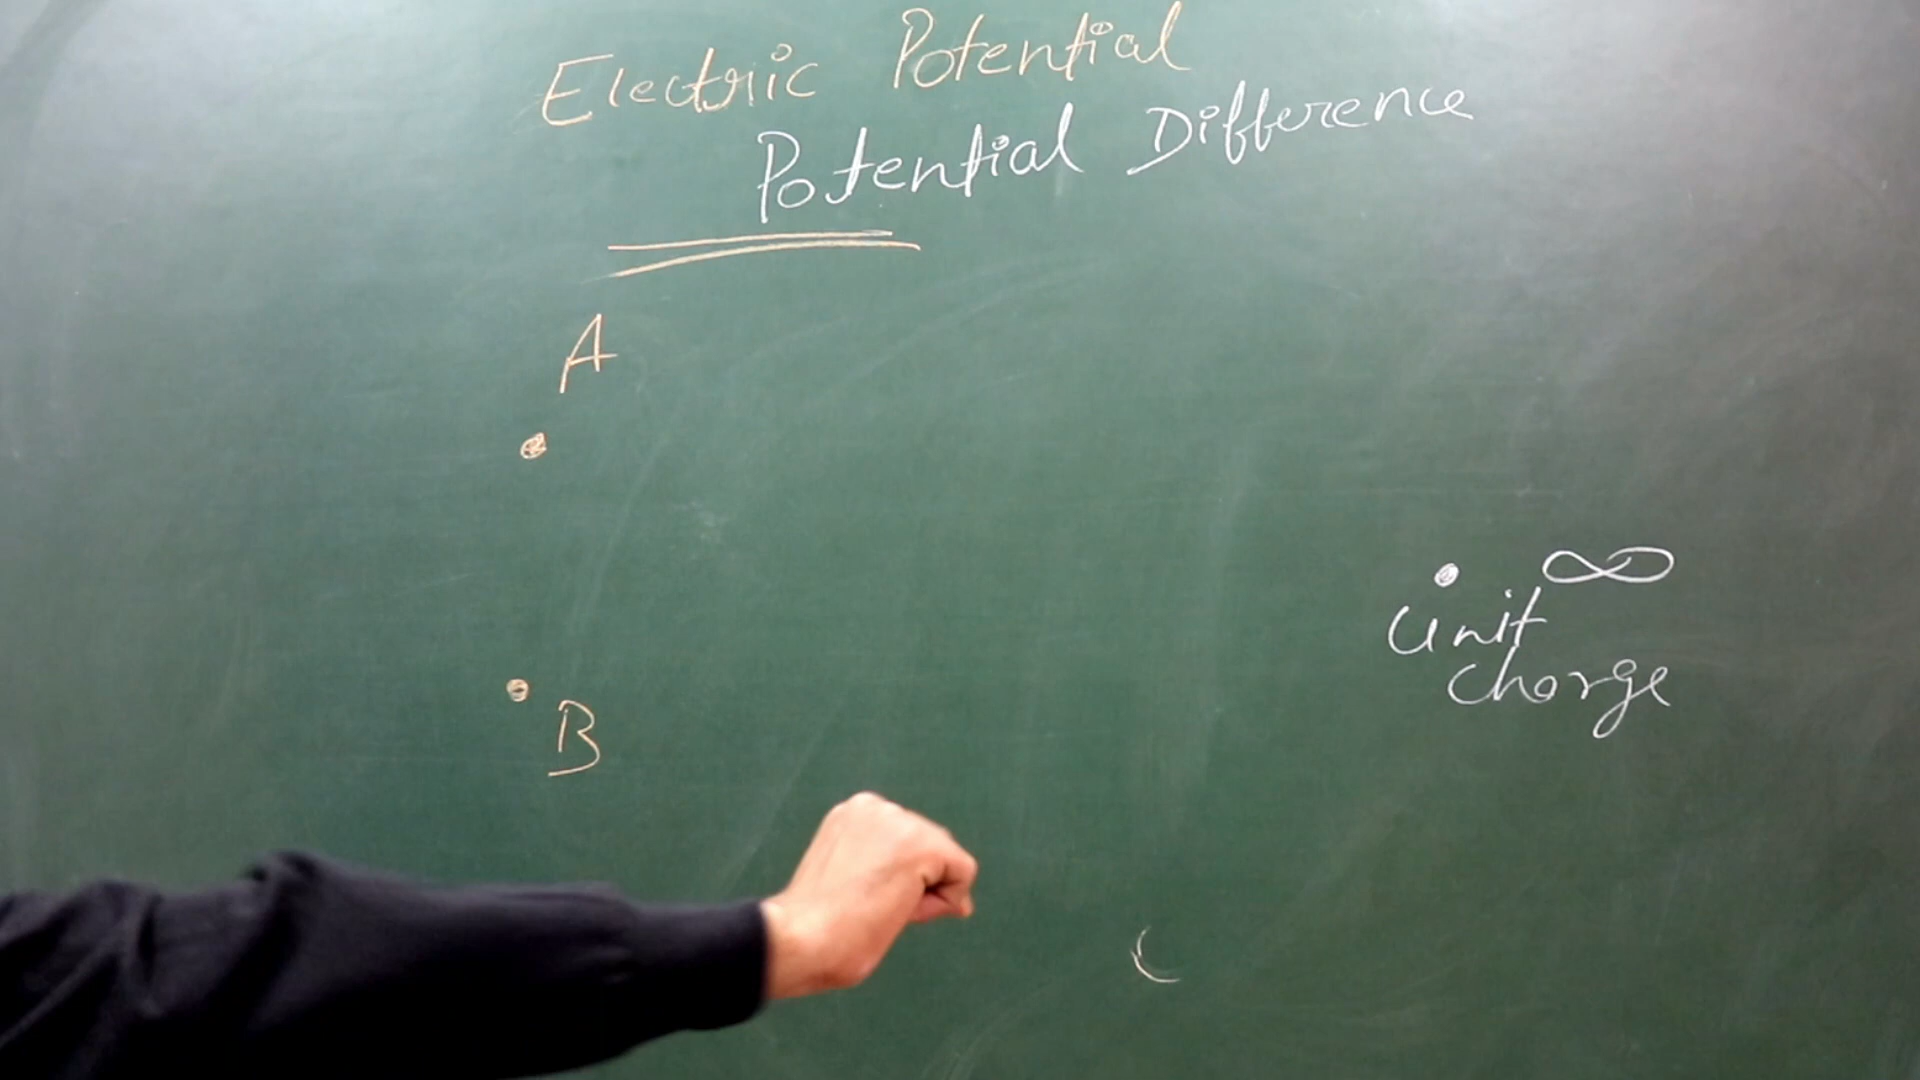 Electric Potential
Potential Difference
A
∞
Unit
charge
B
C